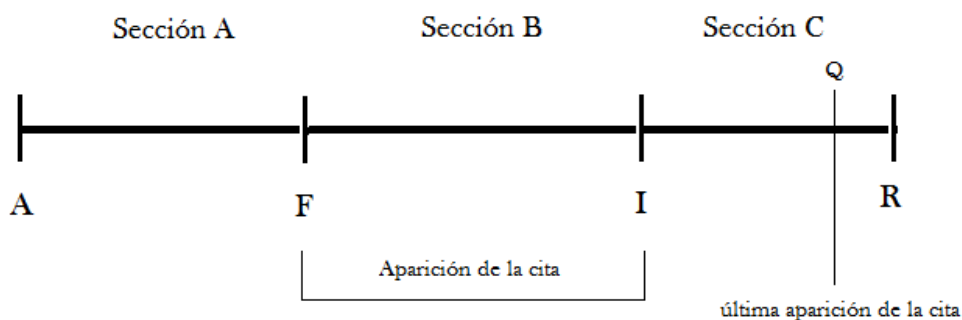 Sección A
Sección B
Sección C
Q
A
F
I
R
Aparición de la cita
última aparición de la cita